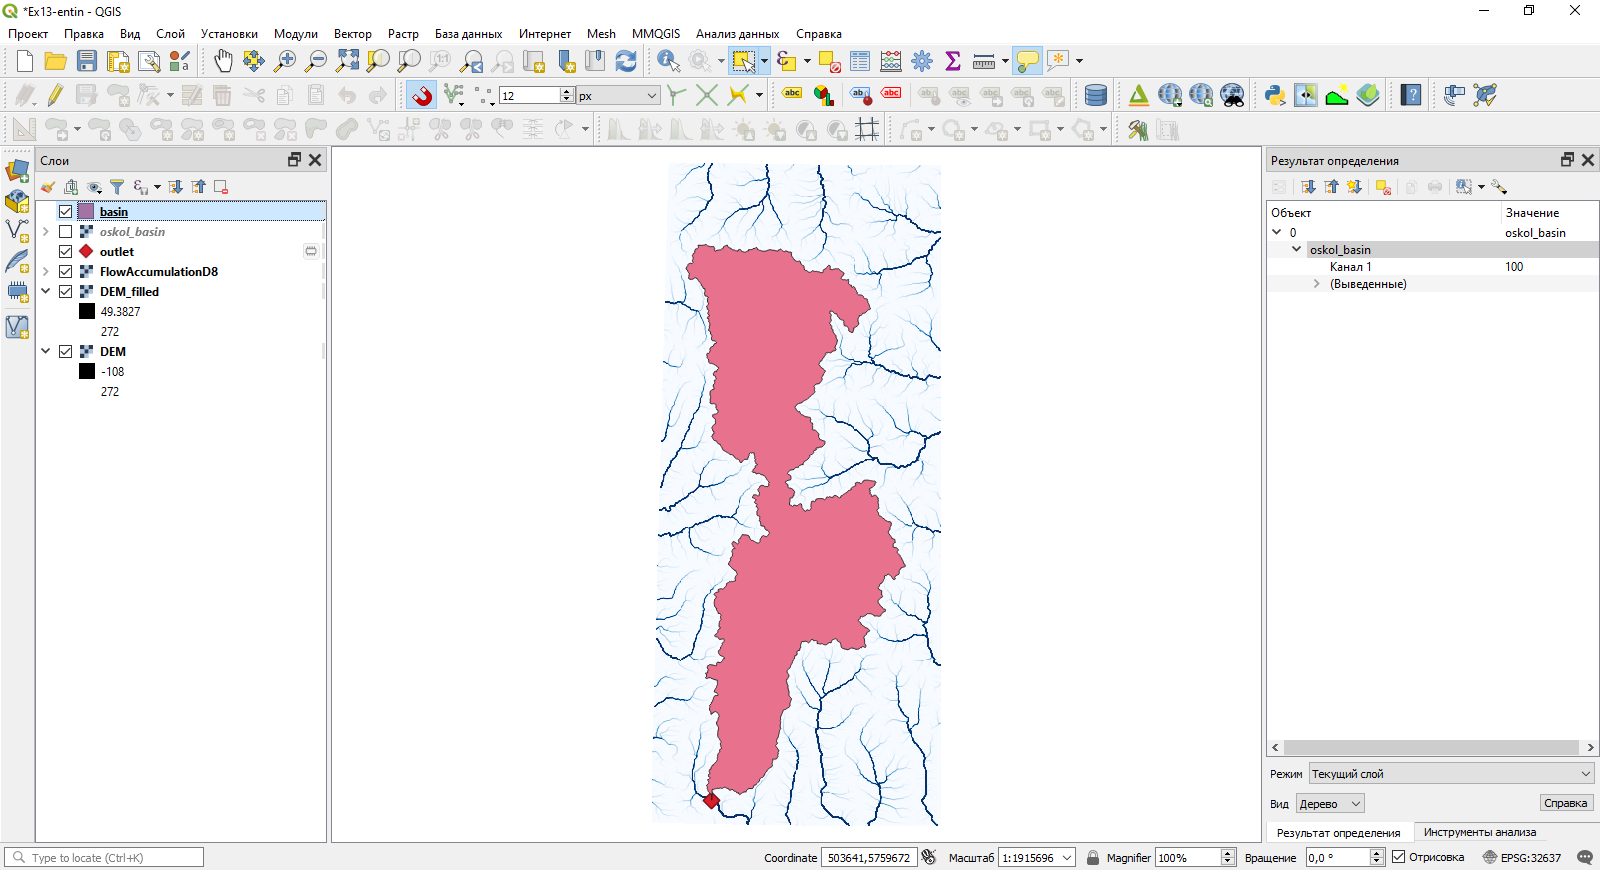 *Ex13-entin - QGIS
Проект Правка Вид Слой Установки Модули Вектор Растр База данных Интернет Mesh MMQGIS Анализ данных Справка
12 px
abc abc abc
Слои
Результат определения
basin
oskol_basin
outlet
FlowAccumulationD8
DEM_filled
49.3827
272
DEM
-108
272
Объект Значение
0 oskol_basin
oskol_basin
Канал 1 100
(Выведенные)
Режим Текущий слой
Вид Дерево Справка
Результат определения Инструменты анализа
Type to locate (Ctrl+K) Coordinate 503641,5759672 Масштаб 1:1915696 Magnifier 100% Вращение 0,0 ° Отрисовка EPSG:32637